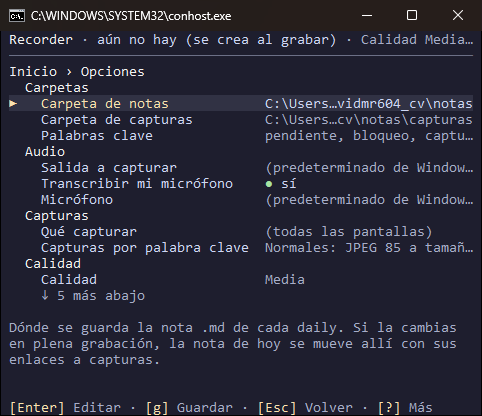 C:\WINDOWS\SYSTEM32\conhost.exe
Recorder · aún no hay (se crea al grabar) · Calidad Media…
Inicio › Opciones
Carpetas
► Carpeta de notas C:\Users…vidmr604_cv\notas
Carpeta de capturas C:\Users…cv\notas\capturas
Palabras clave pendiente, bloqueo, captu…
Audio
Salida a capturar (predeterminado de Window…
Transcribir mi micrófono ● sí
Micrófono (predeterminado de Window…
Capturas
Qué capturar (todas las pantallas)
Capturas por palabra clave Normales: JPEG 85 a tamañ…
Calidad
Calidad Media
↓ 5 más abajo
Dónde se guarda la nota .md de cada daily. Si la cambias
en plena grabación, la nota de hoy se mueve allí con sus
enlaces a capturas.
[Enter] Editar · [g] Guardar · [Esc] Volver · [?] Más